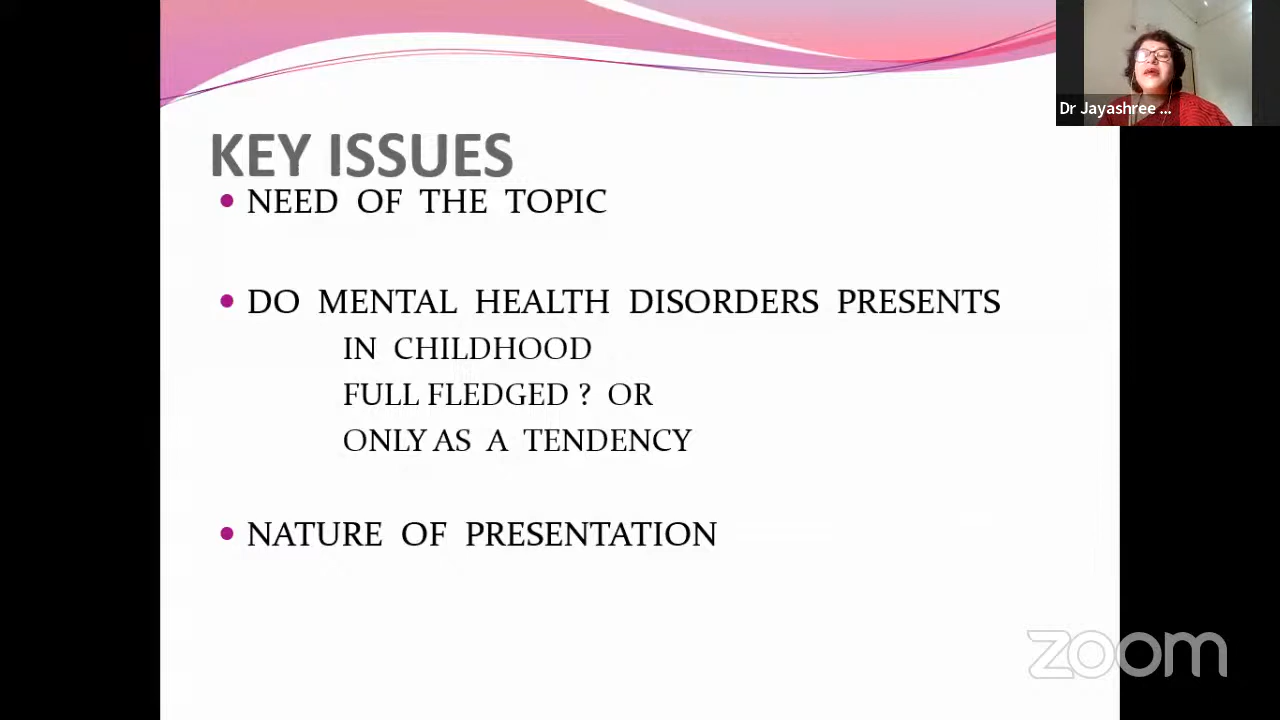 Dr Jayashree ...
KEY ISSUES
NEED OF THE TOPIC
DO MENTAL HEALTH DISORDERS PRESENTS
IN CHILDHOOD
FULL FLEDGED ? OR
ONLY AS A TENDENCY
NATURE OF PRESENTATION
zoom